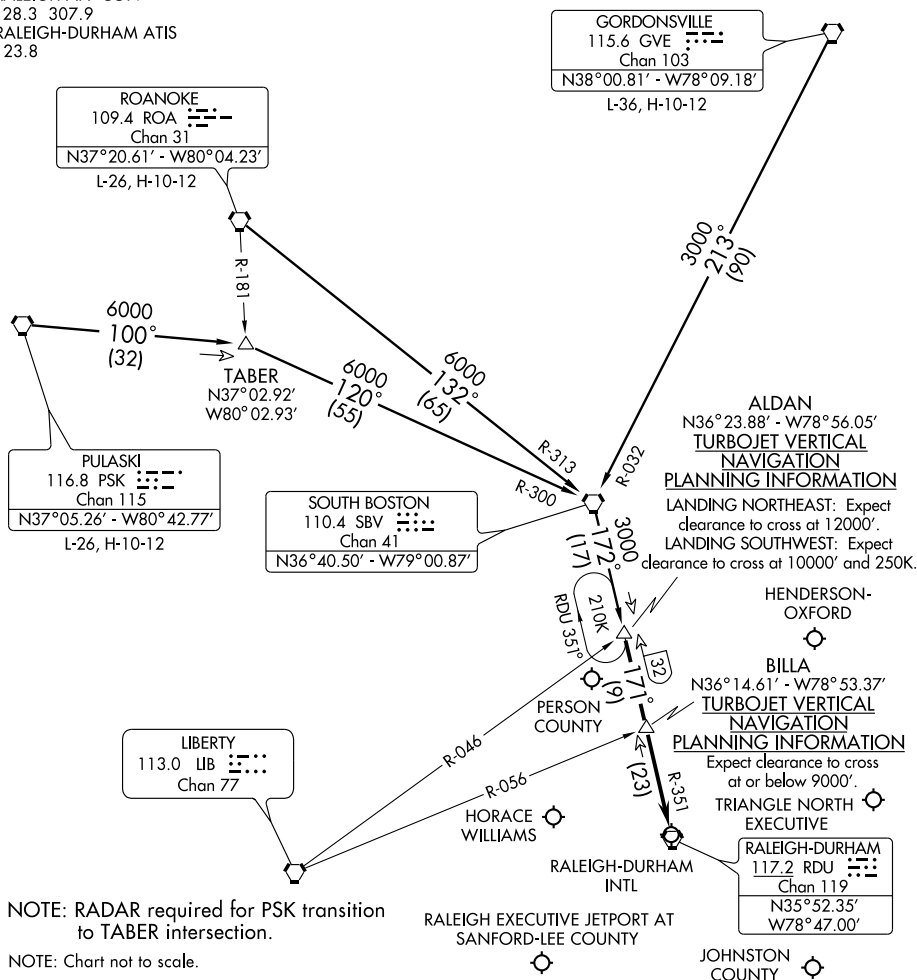 28.3 307.9
RALEIGH-DURHAM ATIS
23.8
GORDONSVILLE
115.6 GVE
Chan 103
N38°00.81' - W78°09.18'
L-36, H-10-12
ROANOKE
109.4 ROA
Chan 31
N37°20.61' - W80°04.23'
L-26, H-10-12
R-181
3000
213°
(90)
6000
100°
(32)
TABER
N37°02.92'
W80°02.93'
6000
132°
(65)
6000
120°
(55)
R-313
R-300
R-032
PULASKI
116.8 PSK
Chan 115
N37°05.26' - W80°42.77'
L-26, H-10-12
SOUTH BOSTON
110.4 SBV
Chan 41
N36°40.50' - W79°00.87'
3000
172°
(17)
ALDAN
N36°23.88' - W78°56.05'
TURBOJET VERTICAL
NAVIGATION
PLANNING INFORMATION
LANDING NORTHEAST: Expect
clearance to cross at 12000'.
LANDING SOUTHWEST: Expect
clearance to cross at 10000' and 250K.
210K
RDU 351°
32
171°
(9)
HENDERSON-
OXFORD
PERSON
COUNTY
BILLA
N36°14.61' - W78°53.37'
TURBOJET VERTICAL
NAVIGATION
PLANNING INFORMATION
Expect clearance to cross
at or below 9000'.
LIBERTY
113.0 LIB
Chan 77
R-046
R-056
(23)
R-351
HORACE
WILLIAMS
TRIANGLE NORTH
EXECUTIVE
RALEIGH-DURHAM
INTL
RALEIGH-DURHAM
117.2 RDU
Chan 119
N35°52.35'
W78°47.00'
NOTE: RADAR required for PSK transition
to TABER intersection.
NOTE: Chart not to scale.
RALEIGH EXECUTIVE JETPORT AT
SANFORD-LEE COUNTY
JOHNSTON
COUNTY